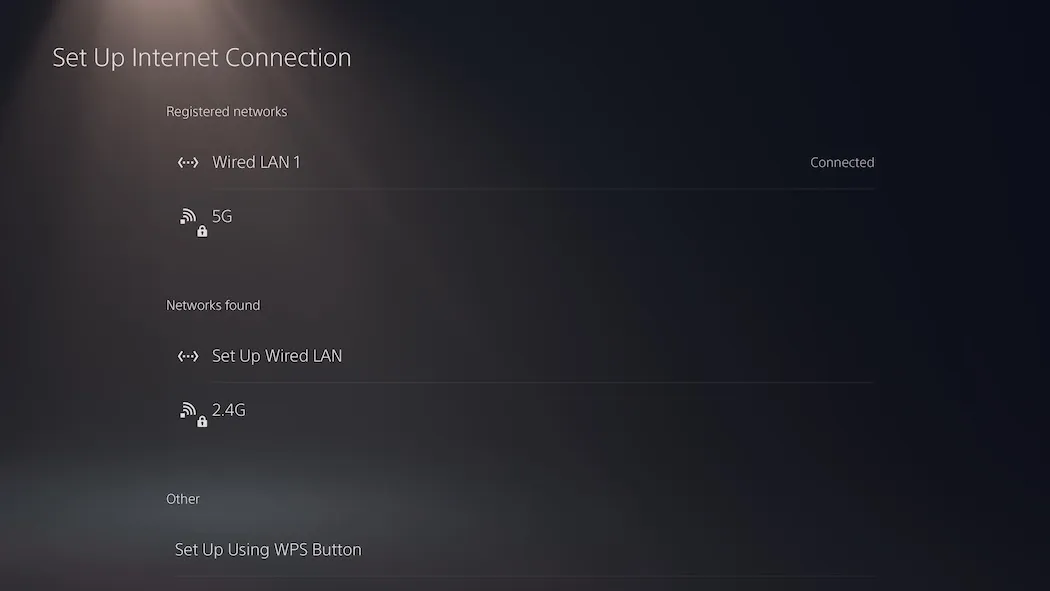 Set Up Internet Connection
Registered networks
Wired LAN 1 Connected
5G
Networks found
Set Up Wired LAN
2.4G
Other
Set Up Using WPS Button